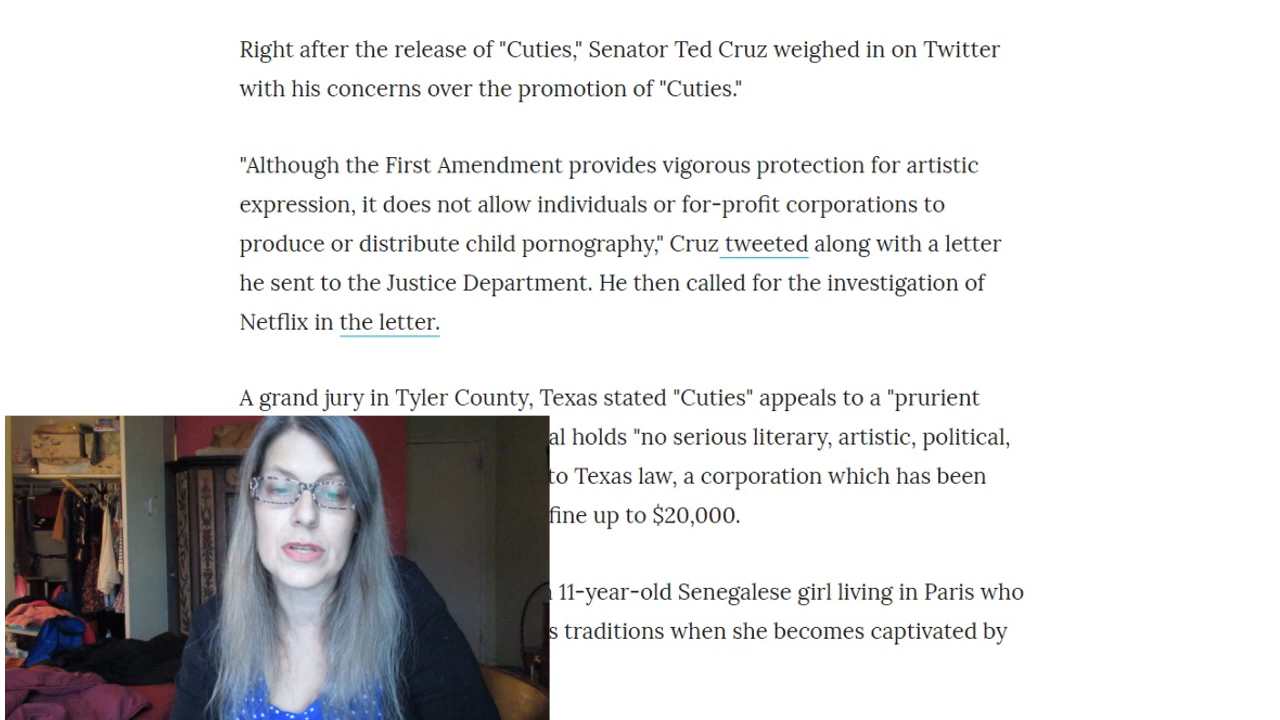 Right after the release of "Cuties," Senator Ted Cruz weighed in on Twitter
with his concerns over the promotion of "Cuties."
"Although the First Amendment provides vigorous protection for artistic
expression, it does not allow individuals or for-profit corporations to
produce or distribute child pornography," Cruz tweeted along with a letter
he sent to the Justice Department. He then called for the investigation of
Netflix in the letter.
A grand jury in Tyler County, Texas stated "Cuties" appeals to a "prurient
al holds "no serious literary, artistic, political,
to Texas law, a corporation which has been
fine up to $20,000.
11-year-old Senegalese girl living in Paris who
s traditions when she becomes captivated by